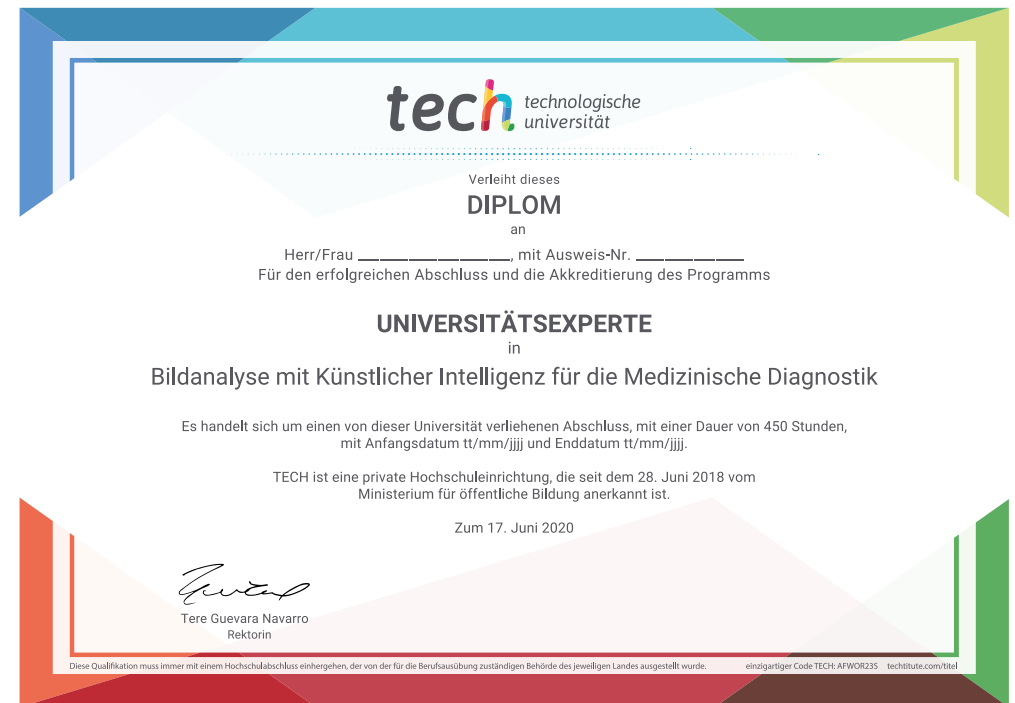 tech technologische
universität
Verleiht dieses
DIPLOM
an
Herr/Frau ____________________, mit Ausweis-Nr. ______________
Für den erfolgreichen Abschluss und die Akkreditierung des Programms
UNIVERSITÄTSEXPERTE
in
Bildanalyse mit Künstlicher Intelligenz für die Medizinische Diagnostik
Es handelt sich um einen von dieser Universität verliehenen Abschluss, mit einer Dauer von 450 Stunden,
mit Anfangsdatum tt/mm/jjjj und Enddatum tt/mm/jjjj.
TECH ist eine private Hochschuleinrichtung, die seit dem 28. Juni 2018 vom
Ministerium für öffentliche Bildung anerkannt ist.
Zum 17. Juni 2020
Tere Guevara Navarro
Rektorin
Diese Qualifikation muss immer mit einem Hochschulabschluss einhergehen, der von der für die Berufsausübung zuständigen Behörde des jeweiligen Landes ausgestellt wurde. einzigartiger Code TECH: AFWOR23S techtitute.com/titel